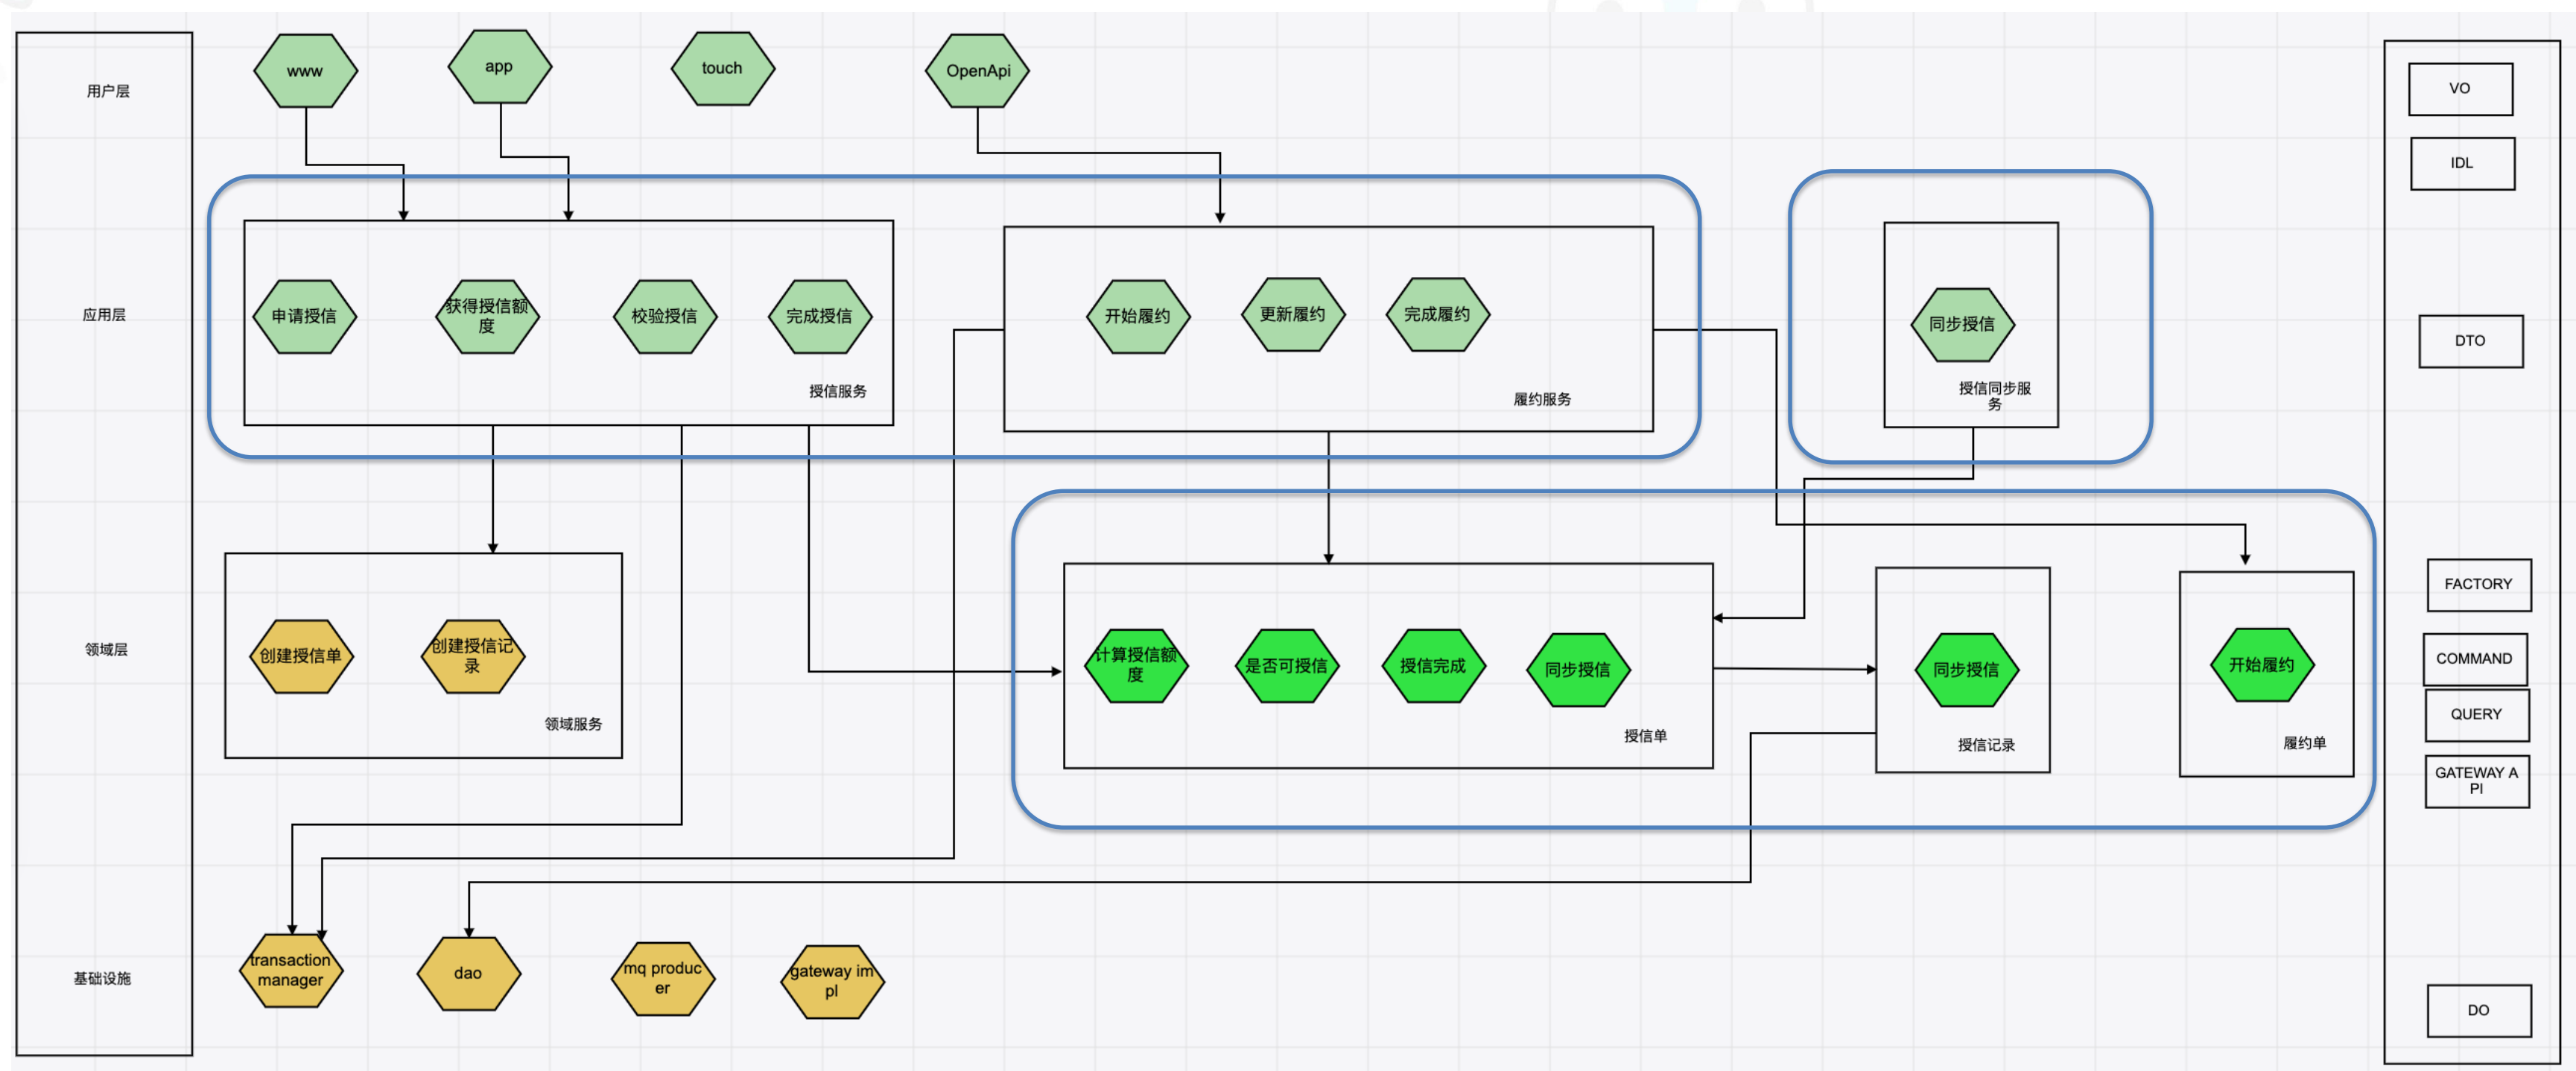 用户层
www
app
touch
OpenApi
VO
IDL
应用层
申请授信
获得授信额
度
校验授信
完成授信
授信服务
开始履约
更新履约
完成履约
履约服务
同步授信
授信同步服
务
DTO
领域层
创建授信单
创建授信记
录
领域服务
计算授信额
度
是否可授信
授信完成
同步授信
授信单
同步授信
授信记录
开始履约
履约单
FACTORY
COMMAND
QUERY
GATEWAY A
PI
基础设施
transaction
manager
dao
mq produc
er
gateway im
pl
DO